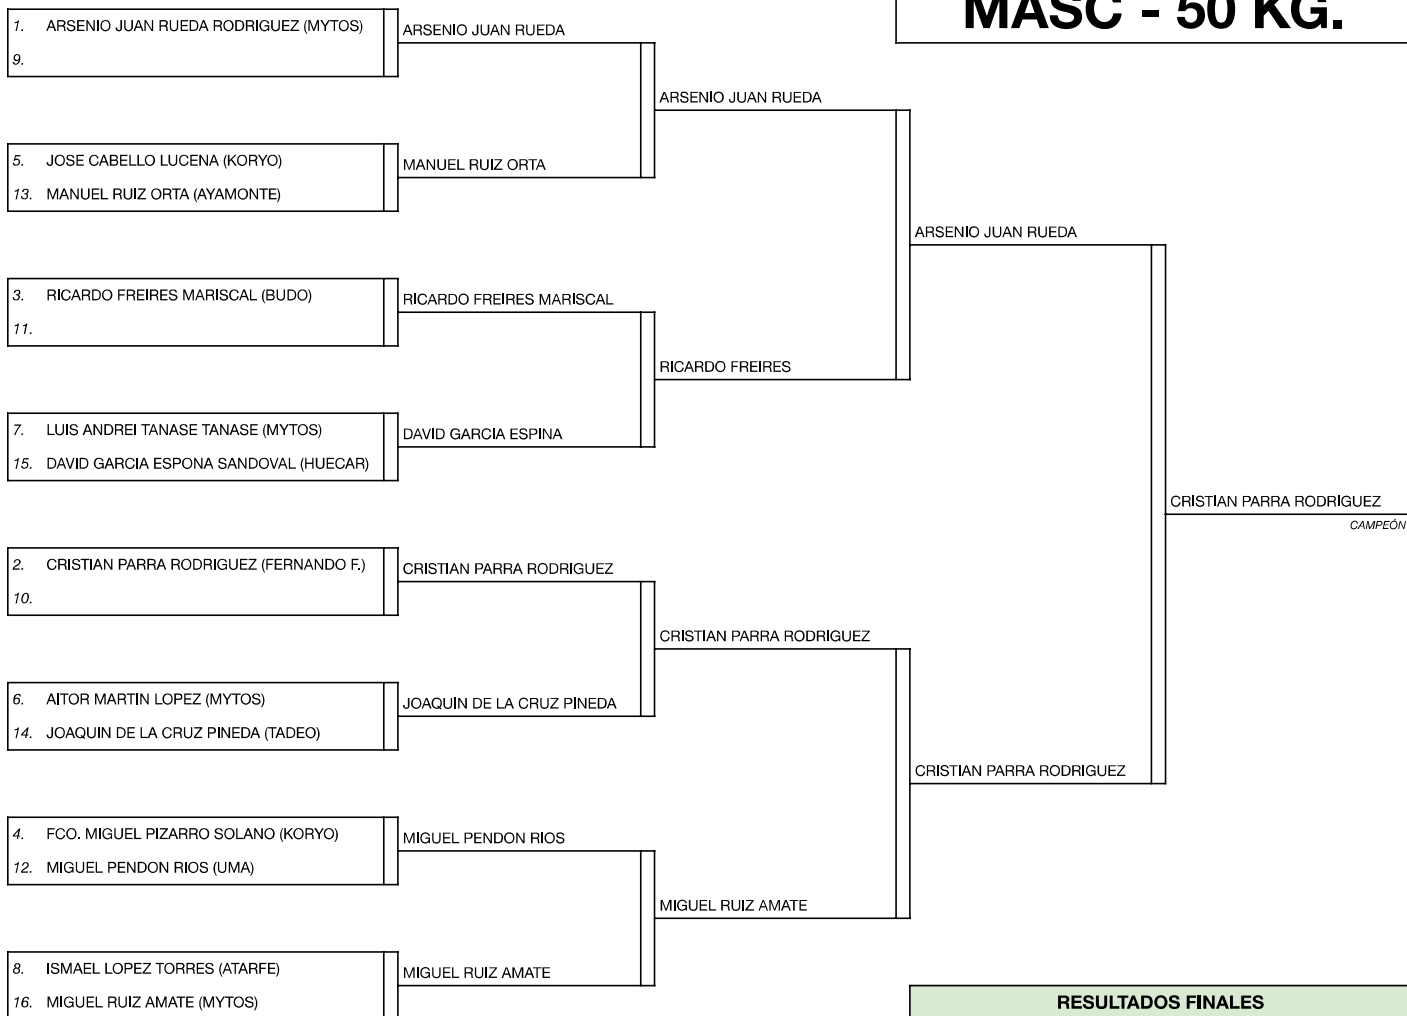 MASC - 50 KG.
1. ARSENIO JUAN RUEDA RODRIGUEZ (MYTOS)
9.
5. JOSE CABELLO LUCENA (KORYO)
13. MANUEL RUIZ ORTA (AYAMONTE)
3. RICARDO FREIRES MARISCAL (BUDO)
11.
7. LUIS ANDREI TANASE TANASE (MYTOS)
15. DAVID GARCIA ESPONA SANDOVAL (HUECAR)
2. CRISTIAN PARRA RODRIGUEZ (FERNANDO F.)
10.
6. AITOR MARTIN LOPEZ (MYTOS)
14. JOAQUIN DE LA CRUZ PINEDA (TADEO)
4. FCO. MIGUEL PIZARRO SOLANO (KORYO)
12. MIGUEL PENDON RIOS (UMA)
8. ISMAEL LOPEZ TORRES (ATARFE)
16. MIGUEL RUIZ AMATE (MYTOS)
ARSENIO JUAN RUEDA
MANUEL RUIZ ORTA
RICARDO FREIRES MARISCAL
DAVID GARCIA ESPINA
CRISTIAN PARRA RODRIGUEZ
JOAQUIN DE LA CRUZ PINEDA
MIGUEL PENDON RIOS
MIGUEL RUIZ AMATE
ARSENIO JUAN RUEDA
RICARDO FREIRES
CRISTIAN PARRA RODRIGUEZ
MIGUEL RUIZ AMATE
ARSENIO JUAN RUEDA
CRISTIAN PARRA RODRIGUEZ
CRISTIAN PARRA RODRIGUEZ
CAMPEÓN
RESULTADOS FINALES